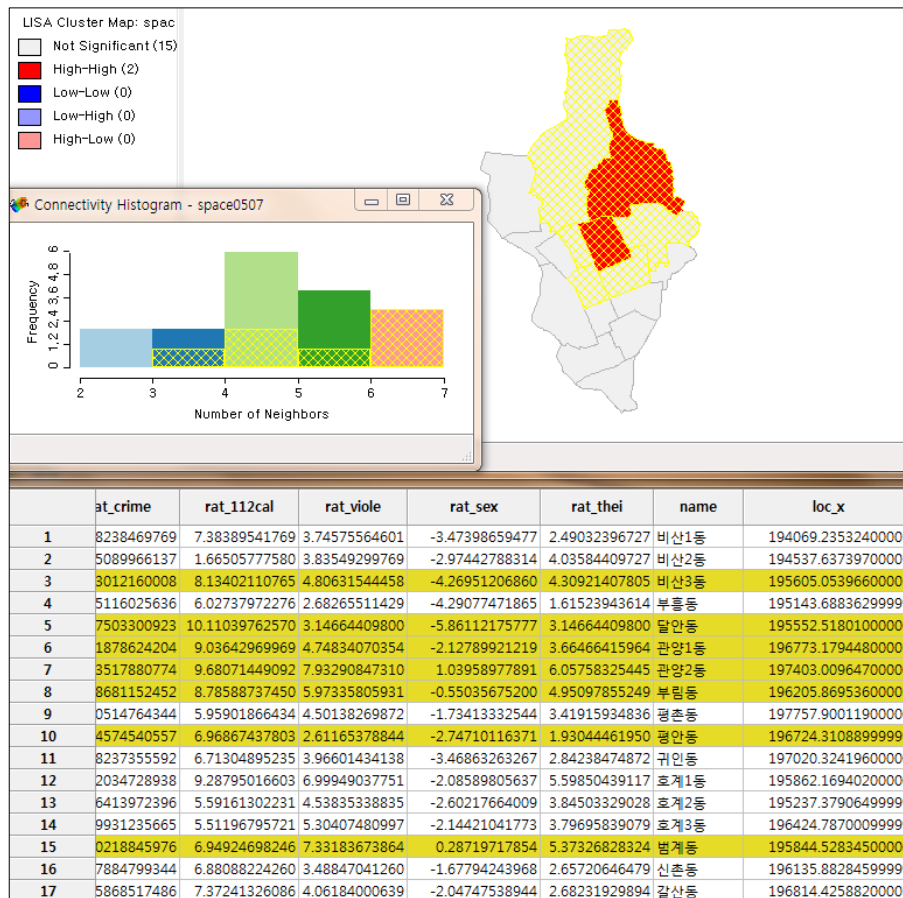 LISA Cluster Map: spac
Not Significant (15)
High-High (2)
Low-Low (0)
Low-High (0)
High-Low (0)
Connectivity Histogram - space0507
Frequency
0 1,2 2,4 3,6 4,8 6
2 3 4 5 6 7
Number of Neighbors
at_crime rat_112cal rat_viole rat_sex rat_thei name loc_x
1 8238469769 7.38389541769 3.74575564601 -3.47398659477 2.49032396727 비산1동 194069.2353240000
2 5089966137 1.66505777580 3.83549299769 -2.97442788314 4.03584409727 비산2동 194537.6373970000
3 3012160008 8.13402110765 4.80631544458 -4.26951206860 4.30921407805 비산3동 195605.0539660000
4 5116025636 6.02737972276 2.68265511429 -4.29077471865 1.61523943614 부흥동 195143.6883629999
5 7503300923 10.11039762570 3.14664409800 -5.86112175777 3.14664409800 달안동 195552.5180100000
6 1878624204 9.03642969969 4.74834070354 -2.12789921219 3.66466415964 관양1동 196773.1794480000
7 3517880774 9.68071449092 7.93290847310 1.03958977891 6.05758325445 관양2동 197403.0096470000
8 8681152452 8.78588737450 5.97335805931 -0.55035675200 4.95097855249 부림동 196205.8695360000
9 0514764344 5.95901866434 4.50138269872 -1.73413332544 3.41915934836 평촌동 197757.9001190000
10 4574540557 6.96867437803 2.61165378844 -2.74710116371 1.93044461950 평안동 196724.3108899999
11 8237355592 6.71304895235 3.96601434138 -3.46863263267 2.84238474872 귀인동 197020.3241960000
12 2034728938 9.28795016603 6.99949037751 -2.08589805637 5.59850439117 호계1동 195862.1694020000
13 6413972396 5.59161302231 4.53835338835 -2.60217664009 3.84503329028 호계2동 195237.3790649999
14 9931235665 5.51196795721 5.30407480997 -2.14421041773 3.79695839079 호계3동 196424.7870009999
15 0218845976 6.94924698246 7.33183673864 0.28719717854 5.37326828324 범계동 195844.5283450000
16 7884799344 6.88088224260 3.48847041260 -1.67794243968 2.65720646479 신촌동 196135.8828459999
17 5868517486 7.37241326086 4.06184000639 -2.04747538944 2.68231929894 갈산동 196814.4258820000